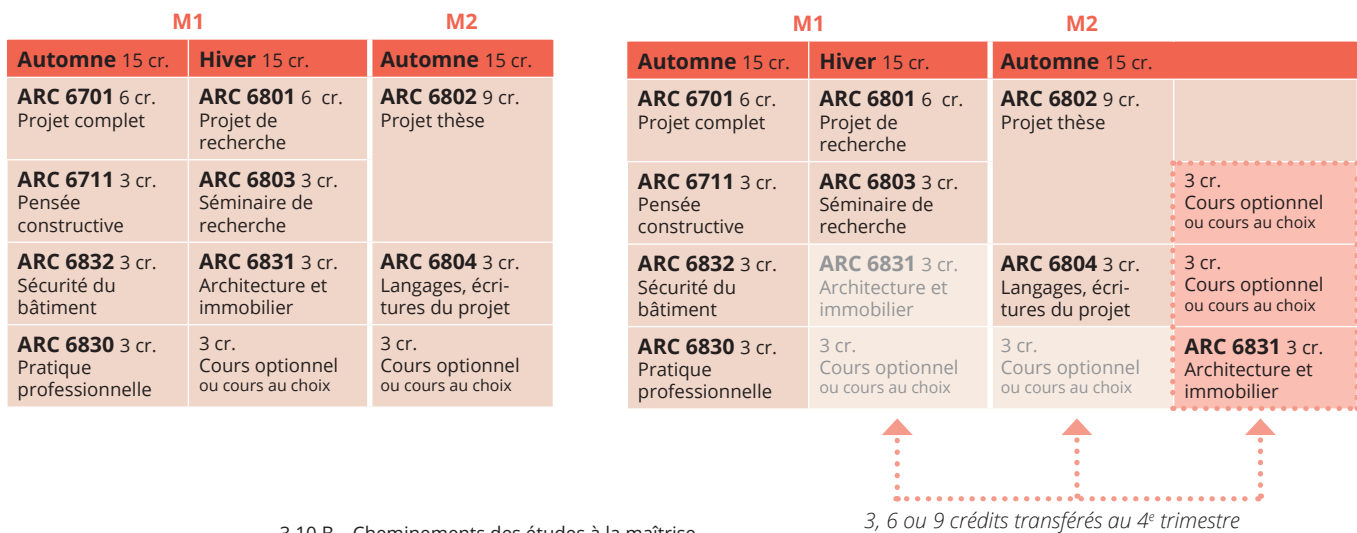 M1
M2
Automne 15 cr.
Hiver 15 cr.
Automne 15 cr.
ARC 6701 6 cr.
Projet complet
ARC 6801 6 cr.
Projet de
recherche
ARC 6802 9 cr.
Projet thèse
ARC 6711 3 cr.
Pensée
constructive
ARC 6803 3 cr.
Séminaire de
recherche
ARC 6832 3 cr.
Sécurité du
bâtiment
ARC 6831 3 cr.
Architecture et
immobilier
ARC 6804 3 cr.
Langages, écri-
tures du projet
ARC 6830 3 cr.
Pratique
professionnelle
3 cr.
Cours optionnel
ou cours au choix
3 cr.
Cours optionnel
ou cours au choix
M1
M2
Automne 15 cr.
Hiver 15 cr.
Automne 15 cr.
ARC 6701 6 cr.
Projet complet
ARC 6801 6 cr.
Projet de
recherche
ARC 6802 9 cr.
Projet thèse
ARC 6711 3 cr.
Pensée
constructive
ARC 6803 3 cr.
Séminaire de
recherche
3 cr.
Cours optionnel
ou cours au choix
ARC 6832 3 cr.
Sécurité du
bâtiment
ARC 6831 3 cr.
Architecture et
immobilier
ARC 6804 3 cr.
Langages, écri-
tures du projet
3 cr.
Cours optionnel
ou cours au choix
ARC 6830 3 cr.
Pratique
professionnelle
3 cr.
Cours optionnel
ou cours au choix
3 cr.
Cours optionnel
ou cours au choix
ARC 6831 3 cr.
Architecture et
immobilier
3, 6 ou 9 crédits transférés au 4e trimestre
3.10 B Cheminements des études à la maîtrise